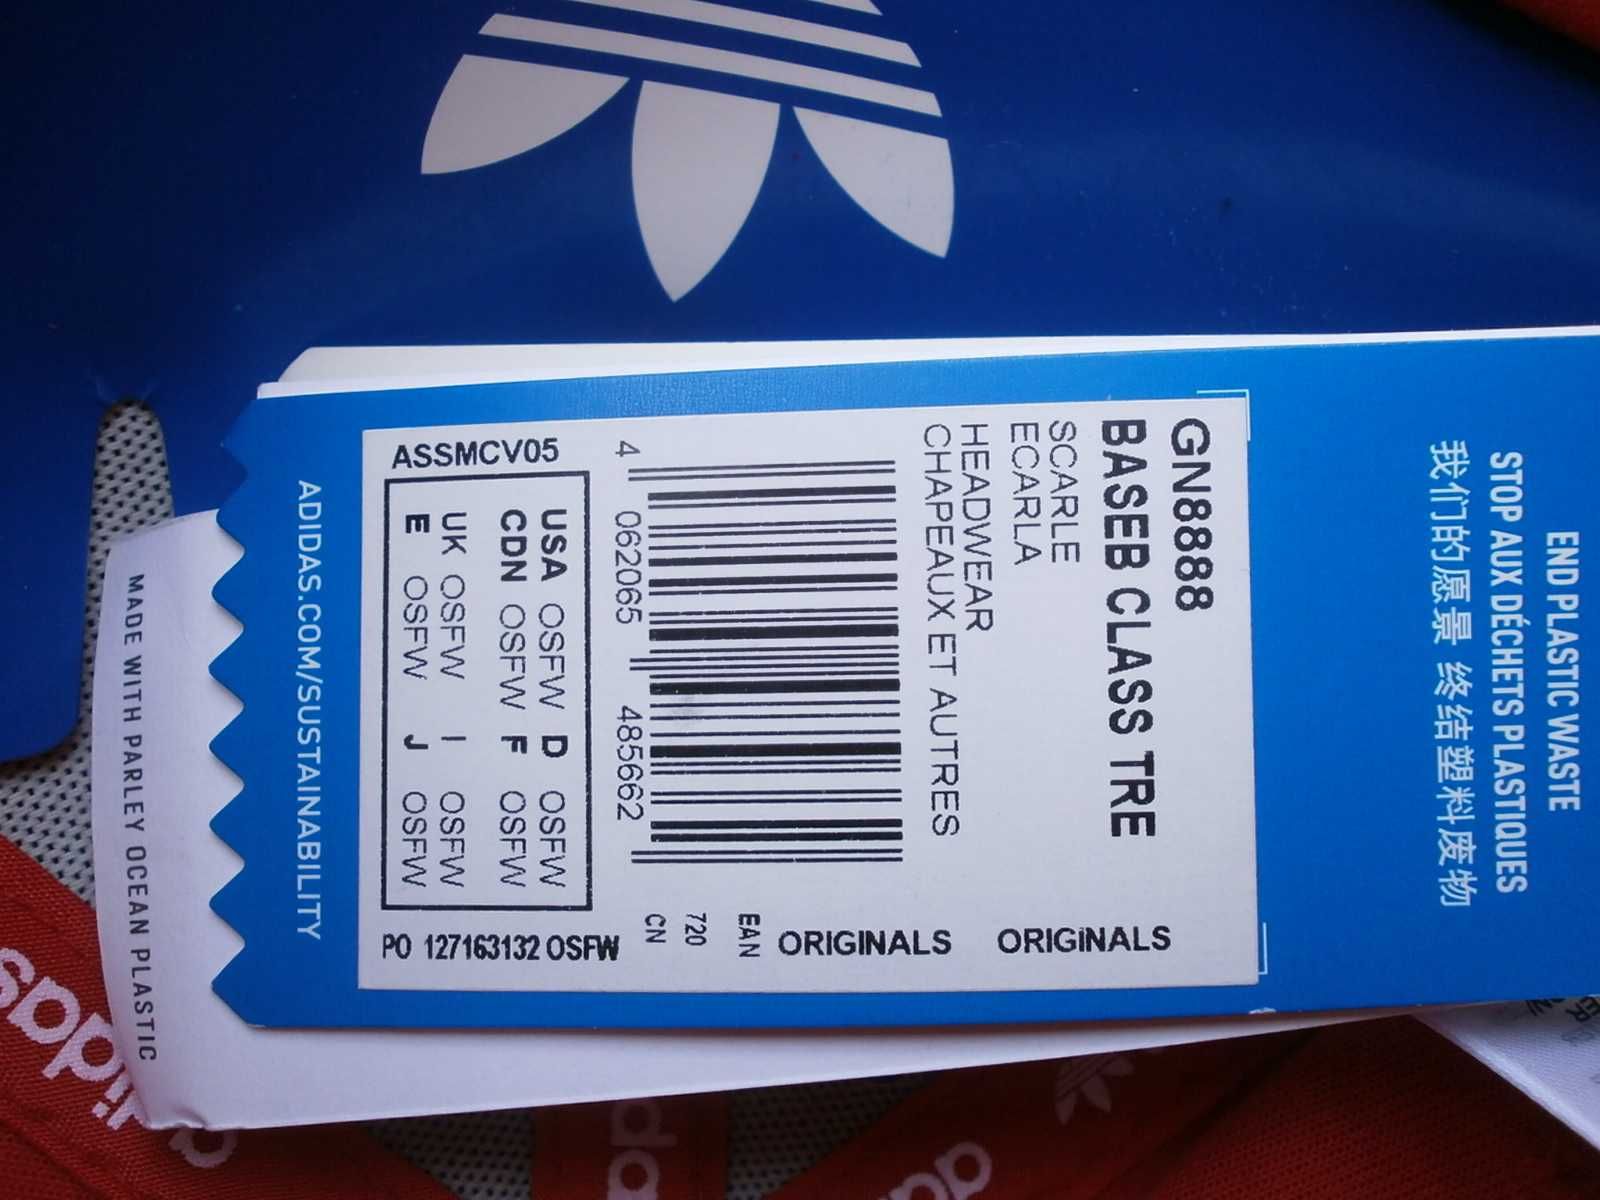 END PLASTIC WASTE
STOP AUX DÉCHETS PLASTIQUES
我们的愿景 终结塑料废物
GN8888
BASEB CLASS TRE
SCARLE
ECARLA
HEADWEAR
CHAPEAUX ET AUTRES
ORIGINALS
ORIGINALS
4 062065 485662
EAN
720
CN
USA OSFW D OSFW
CDN OSFW F OSFW
UK OSFW I OSFW
E OSFW J OSFW
ASSMCV05
PO 127163132 OSFW
ADIDAS.COM/SUSTAINABILITY
MADE WITH PARLEY OCEAN PLASTIC
adidas